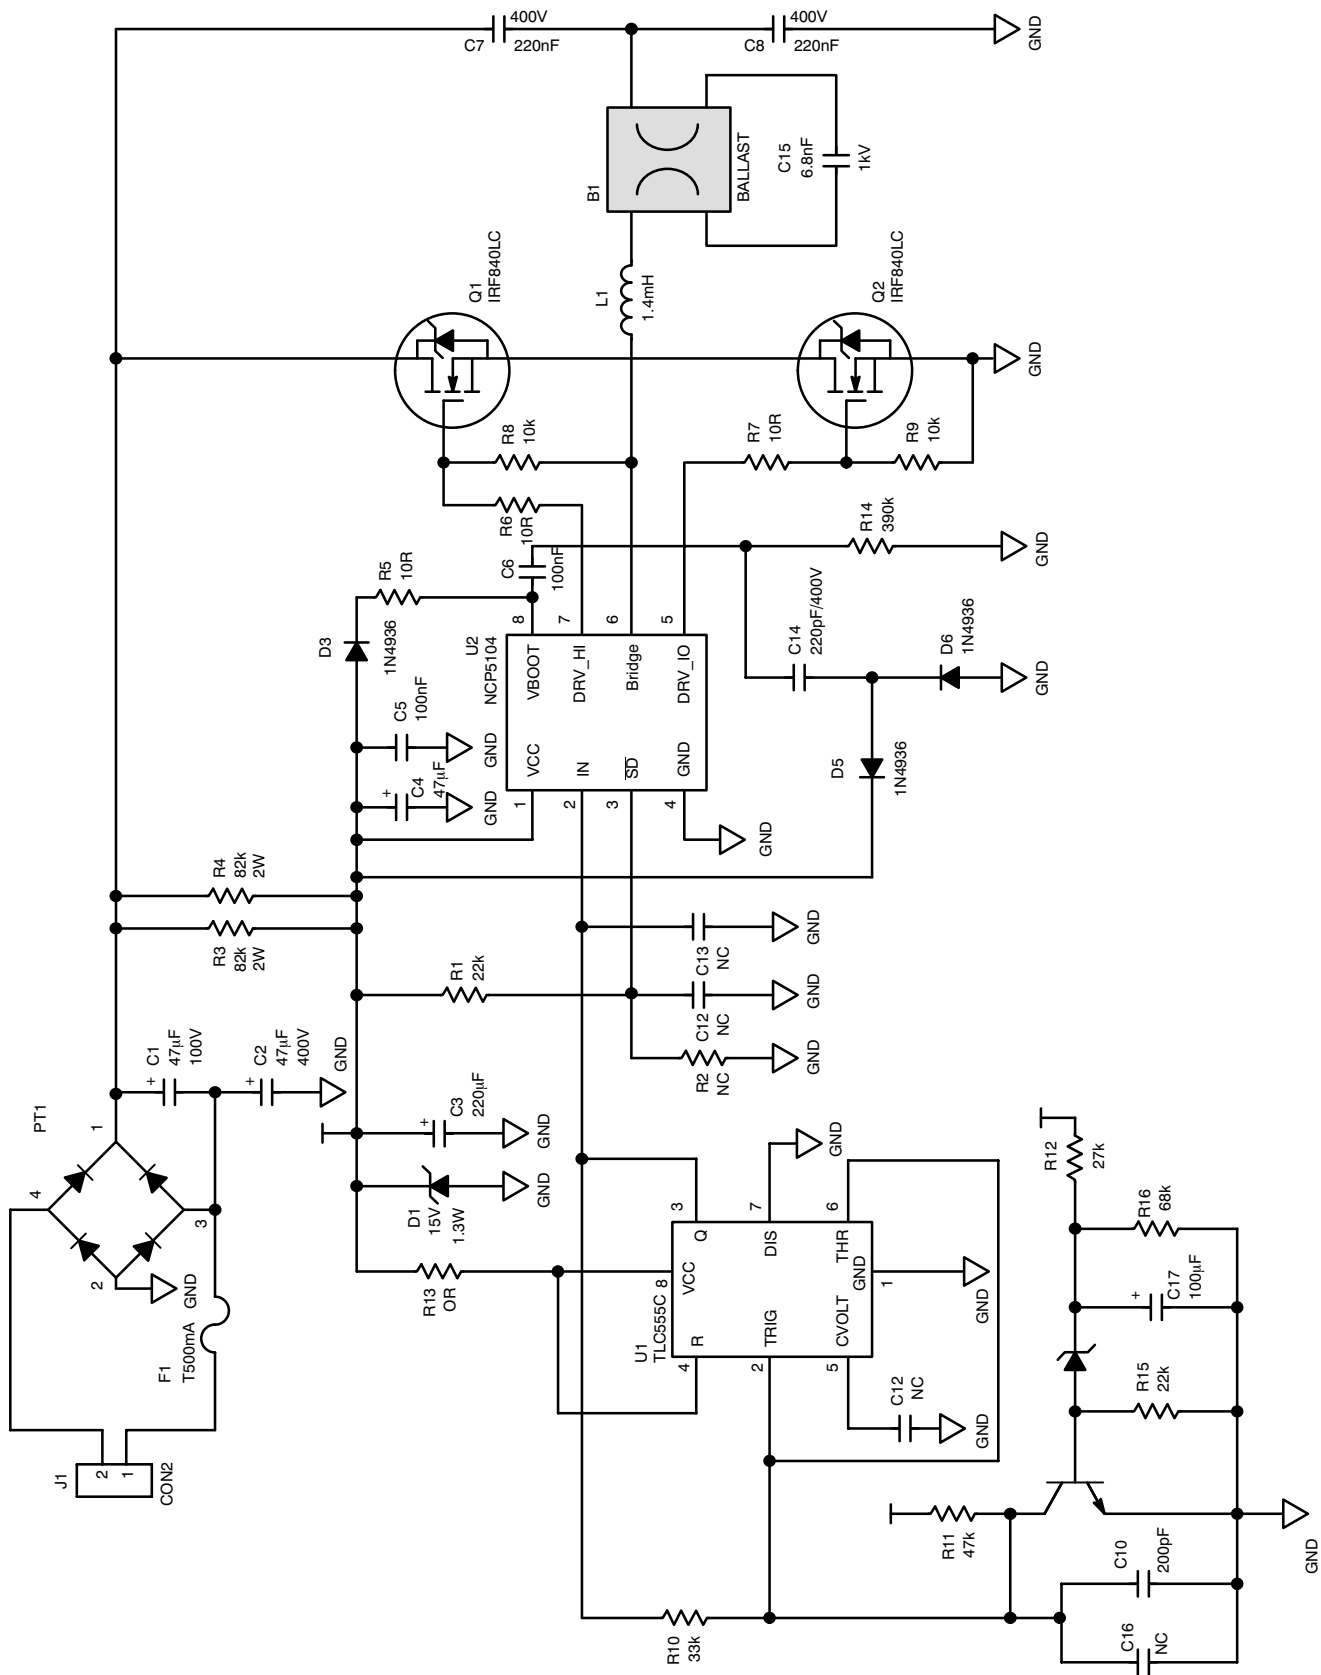 400V
C7
220nF
400V
C8
220nF
GND
B1
BALLAST
C15
6.8nF
1kV
Q1
IRF840LC
L1
1.4mH
Q2
IRF840LC
GND
R8
10k
R6
10R
R7
10R
R9
10k
R14
390k
GND
D3
1N4936
R5
10R
C6
100nF
C5
100nF
GND
+
C4
47µF
GND
U2
NCP5104
8
7
6
5
VBOOT
DRV_HI
Bridge
DRV_IO
VCC
IN
SD
GND
1
2
3
4
GND
C14
220pF/400V
D6
1N4936
GND
D5
1N4936
R4
82k
2W
R3
82k
2W
R1
22k
C13
NC
GND
C12
NC
GND
R2
NC
GND
PT1
1
4
3
2
GND
+
C1
47µF
100V
+
C2
47µF
400V
GND
+
C3
220µF
GND
D1
15V
1.3W
GND
F1
T500mA
J1
2
1
CON2
R13
OR
U1
TLC555C
3
7
6
Q
DIS
THR
8
VCC
GND
1
R
TRIG
CVOLT
4
2
5
GND
GND
C12
NC
GND
R12
27k
R16
68k
+
C17
100µF
R15
22k
R11
47k
C10
200pF
C16
NC
R10
33k
GND